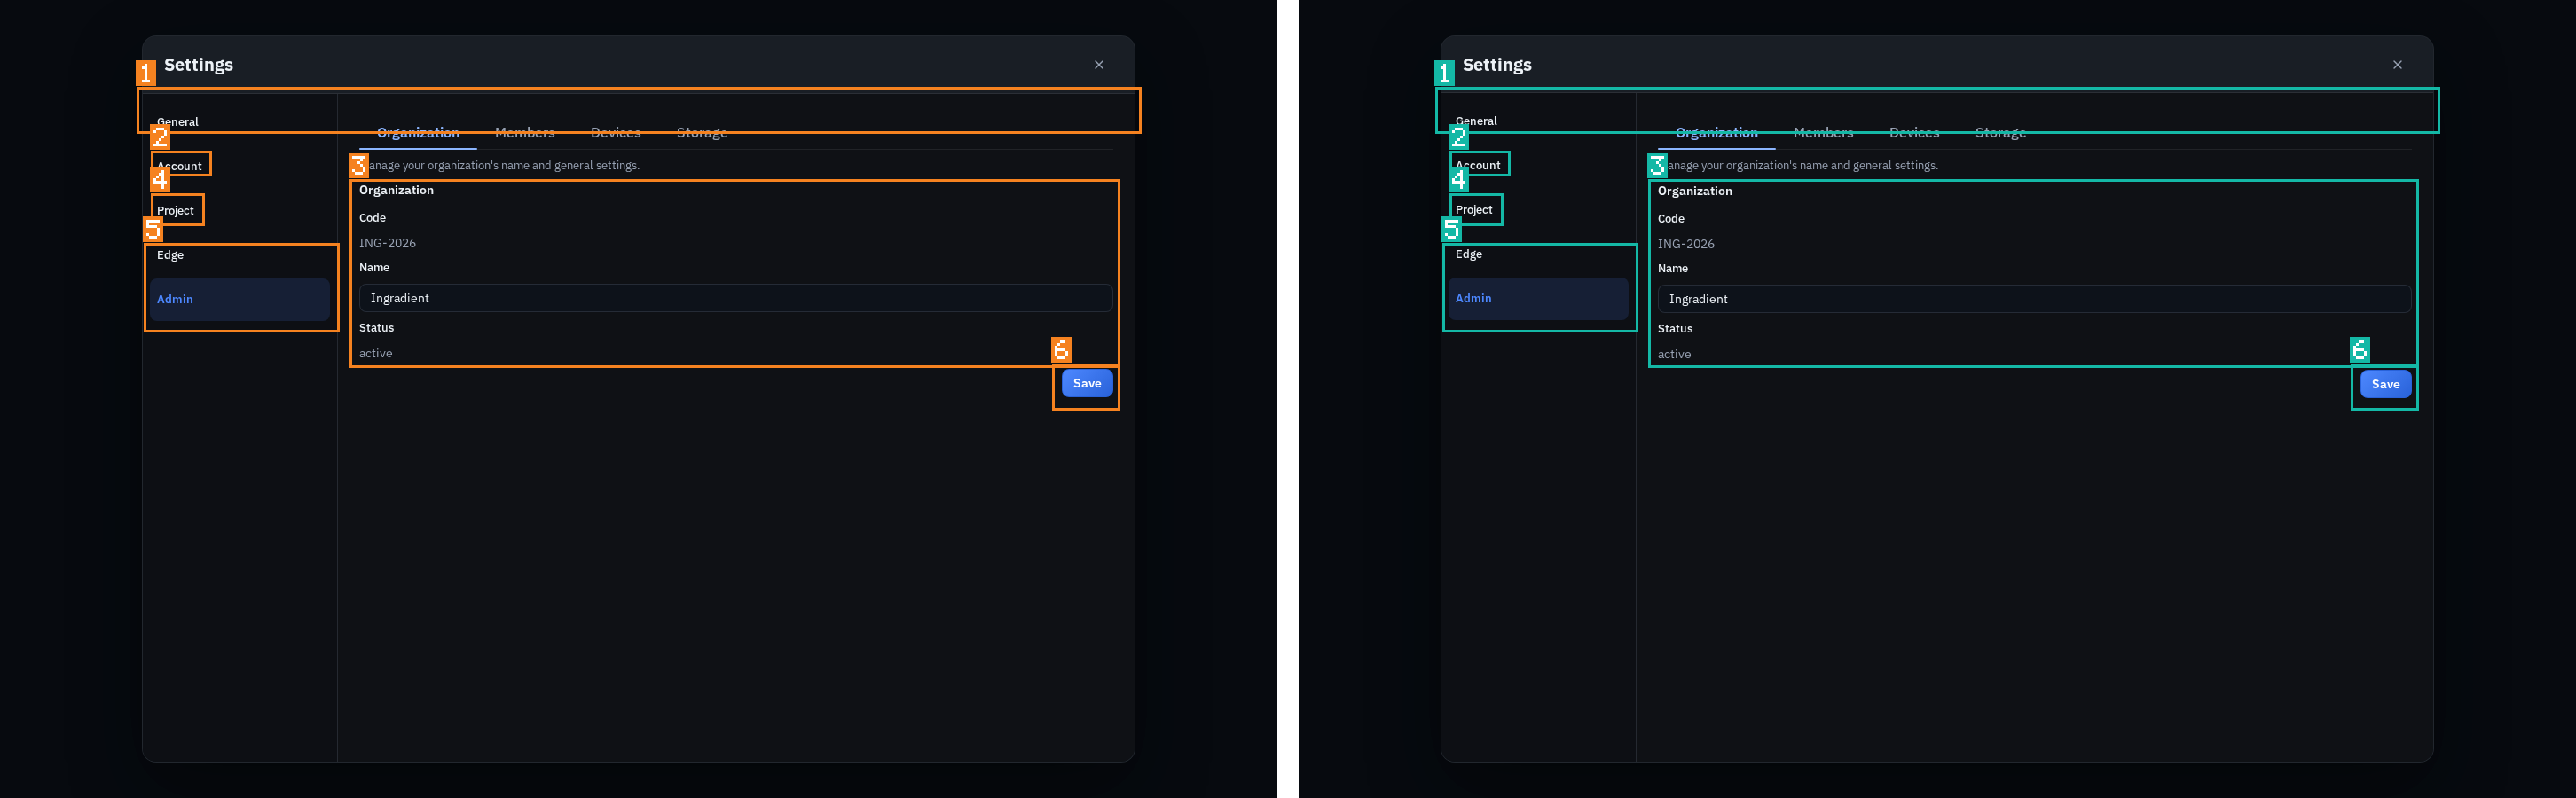 Settings ×
1
General
Organization Members Devices Storage
2
Account
3 anage your organization's name and general settings.
4
Organization
Project
Code
5
ING-2026
Edge
Name
Admin
Ingradient
Status
6
active
Save
Settings ×
1
General
Organization Members Devices Storage
2
Account
3 anage your organization's name and general settings.
4
Organization
Project
Code
5
ING-2026
Edge
Name
Admin
Ingradient
Status
6
active
Save